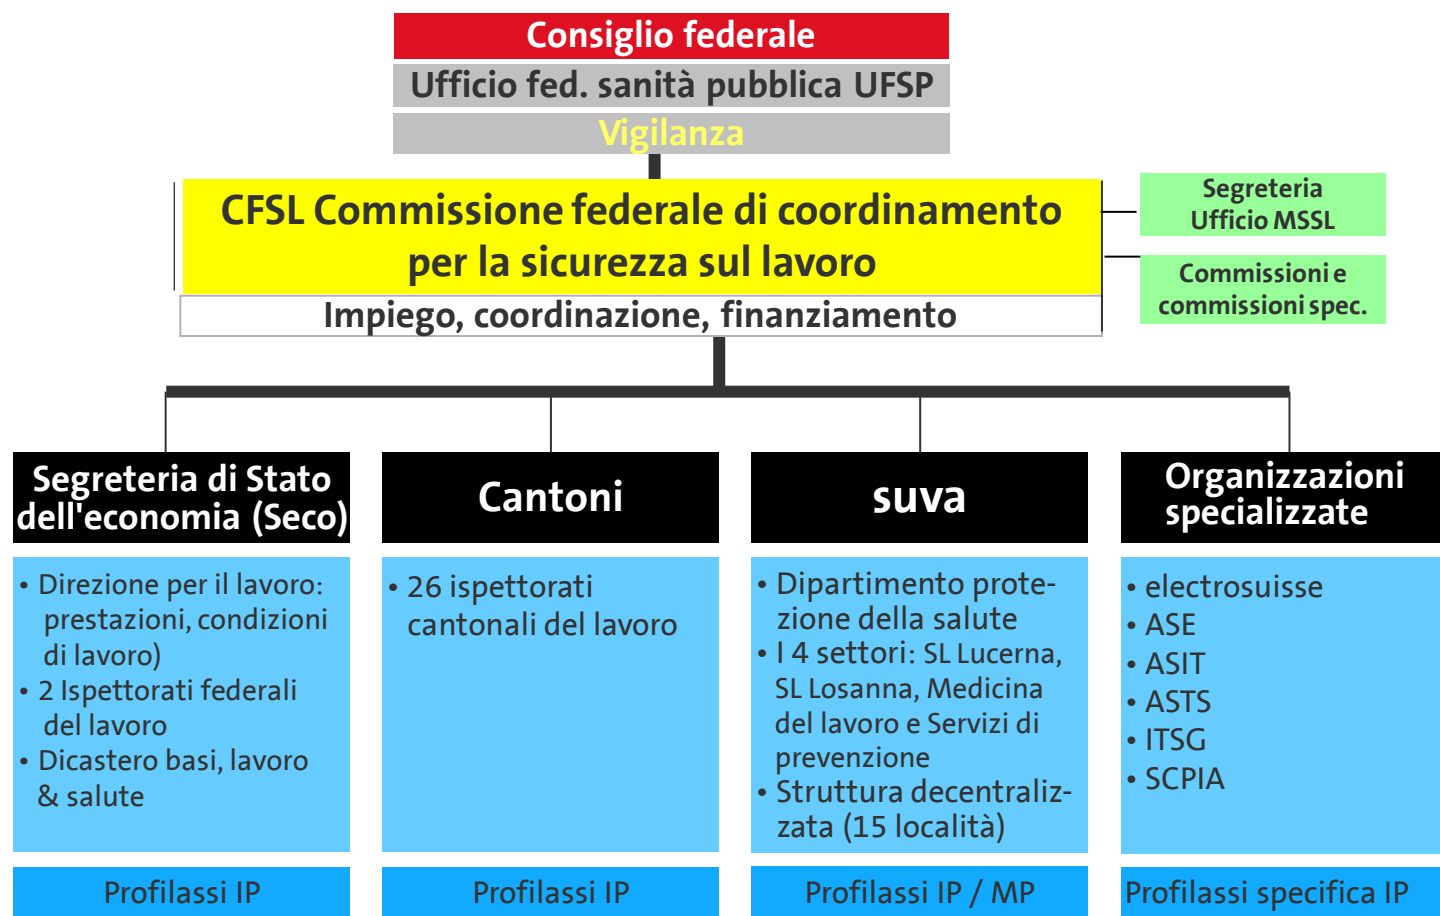 Consiglio federale
Ufficio fed. sanità pubblica UFSP
Vigilanza
CFSL Commissione federale di coordinamento
per la sicurezza sul lavoro
Impiego, coordinazione, finanziamento
Segreteria
Ufficio MSSL
Commissioni e
commissioni spec.
Segreteria di Stato
dell'economia (Seco)
• Direzione per il lavoro:
prestazioni, condizioni
di lavoro)
• 2 Ispettorati federali
del lavoro
• Dicastero basi, lavoro
& salute
Profilassi IP
Cantoni
• 26 ispettorati
cantonali del lavoro
Profilassi IP
suva
• Dipartimento prote-
zione della salute
• I 4 settori: SL Lucerna,
SL Losanna, Medicina
del lavoro e Servizi di
prevenzione
• Struttura decentraliz-
zata (15 località)
Profilassi IP / MP
Organizzazioni
specializzate
• electrosuisse
• ASE
• ASIT
• ASTS
• ITSG
• SCPIA
Profilassi specifica IP